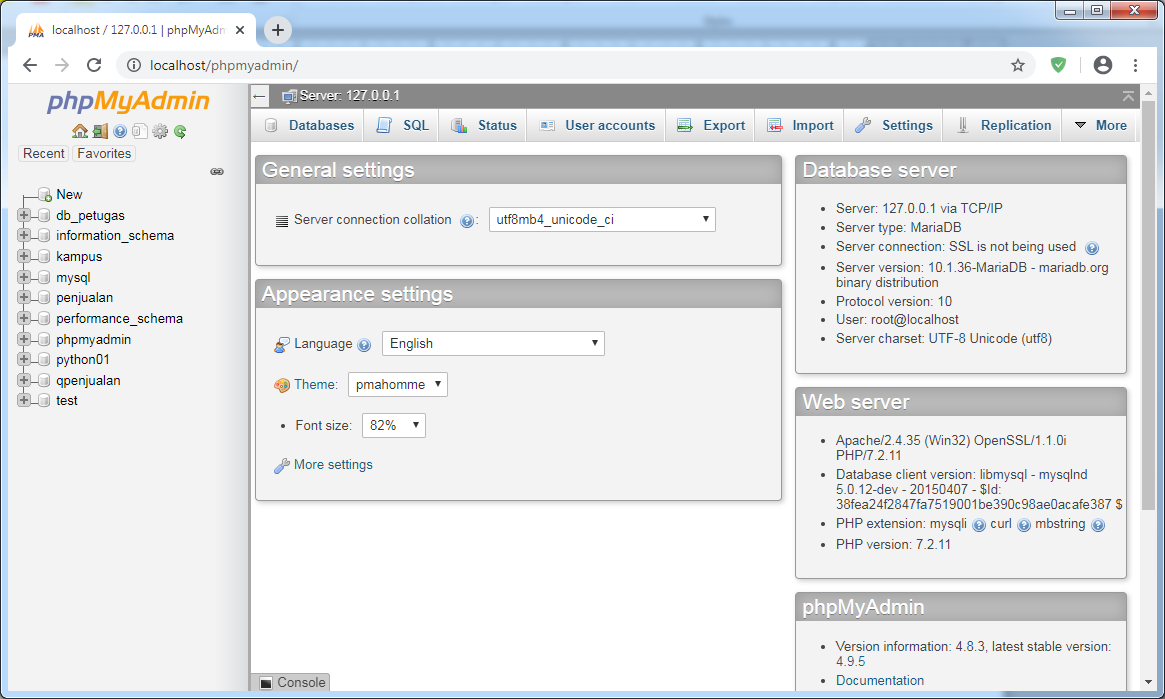 localhost / 127.0.0.1 | phpMyAdm
localhost/phpmyadmin/
phpMyAdmin
Recent Favorites
New
db_petugas
information_schema
kampus
mysql
penjualan
performance_schema
phpmyadmin
python01
qpenjualan
test
Server: 127.0.0.1
Databases SQL Status User accounts Export Import Settings Replication More
General settings
Server connection collation : utf8mb4_unicode_ci
Appearance settings
Language English
Theme: pmahomme
Font size: 82%
More settings
Database server
Server: 127.0.0.1 via TCP/IP
Server type: MariaDB
Server connection: SSL is not being used
Server version: 10.1.36-MariaDB - mariadb.org
binary distribution
Protocol version: 10
User: root@localhost
Server charset: UTF-8 Unicode (utf8)
Web server
Apache/2.4.35 (Win32) OpenSSL/1.1.0i
PHP/7.2.11
Database client version: libmysql - mysqlnd
5.0.12-dev - 20150407 - $Id:
38fea24f2847fa7519001be390c98ae0acafe387 $
PHP extension: mysqli curl mbstring
PHP version: 7.2.11
phpMyAdmin
Version information: 4.8.3, latest stable version:
4.9.5
Documentation
Console